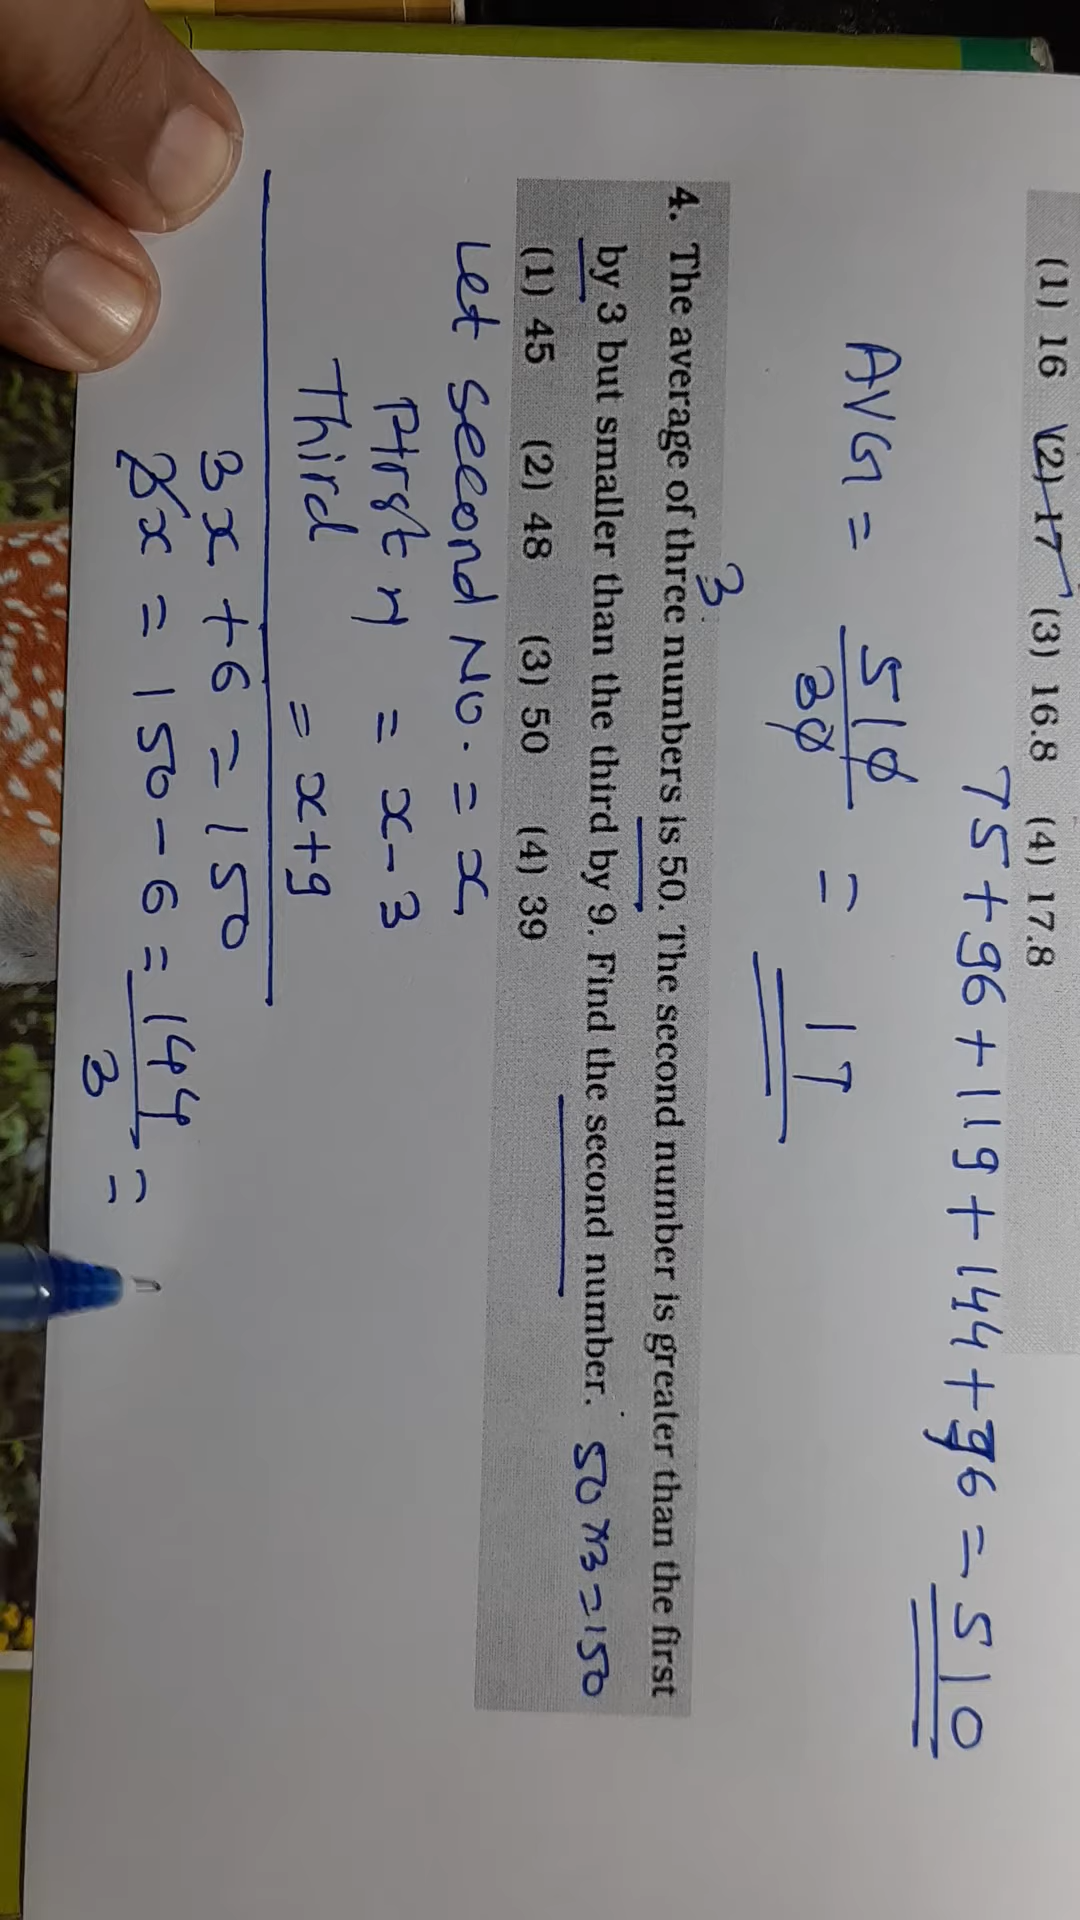 (1) 16 (2) 17 (3) 16.8 (4) 17.8
75+96+119+144+96 = 510
AVG = 510/30 = 17
3
4. The average of three numbers is 50. The second number is greater than the first
by 3 but smaller than the third by 9. Find the second number. 50×3=150
(1) 45 (2) 48 (3) 50 (4) 39
Let Second No. = x
First n = x-3
Third = x+9
3x +6 = 150
3x = 150-6 = 144/3 =